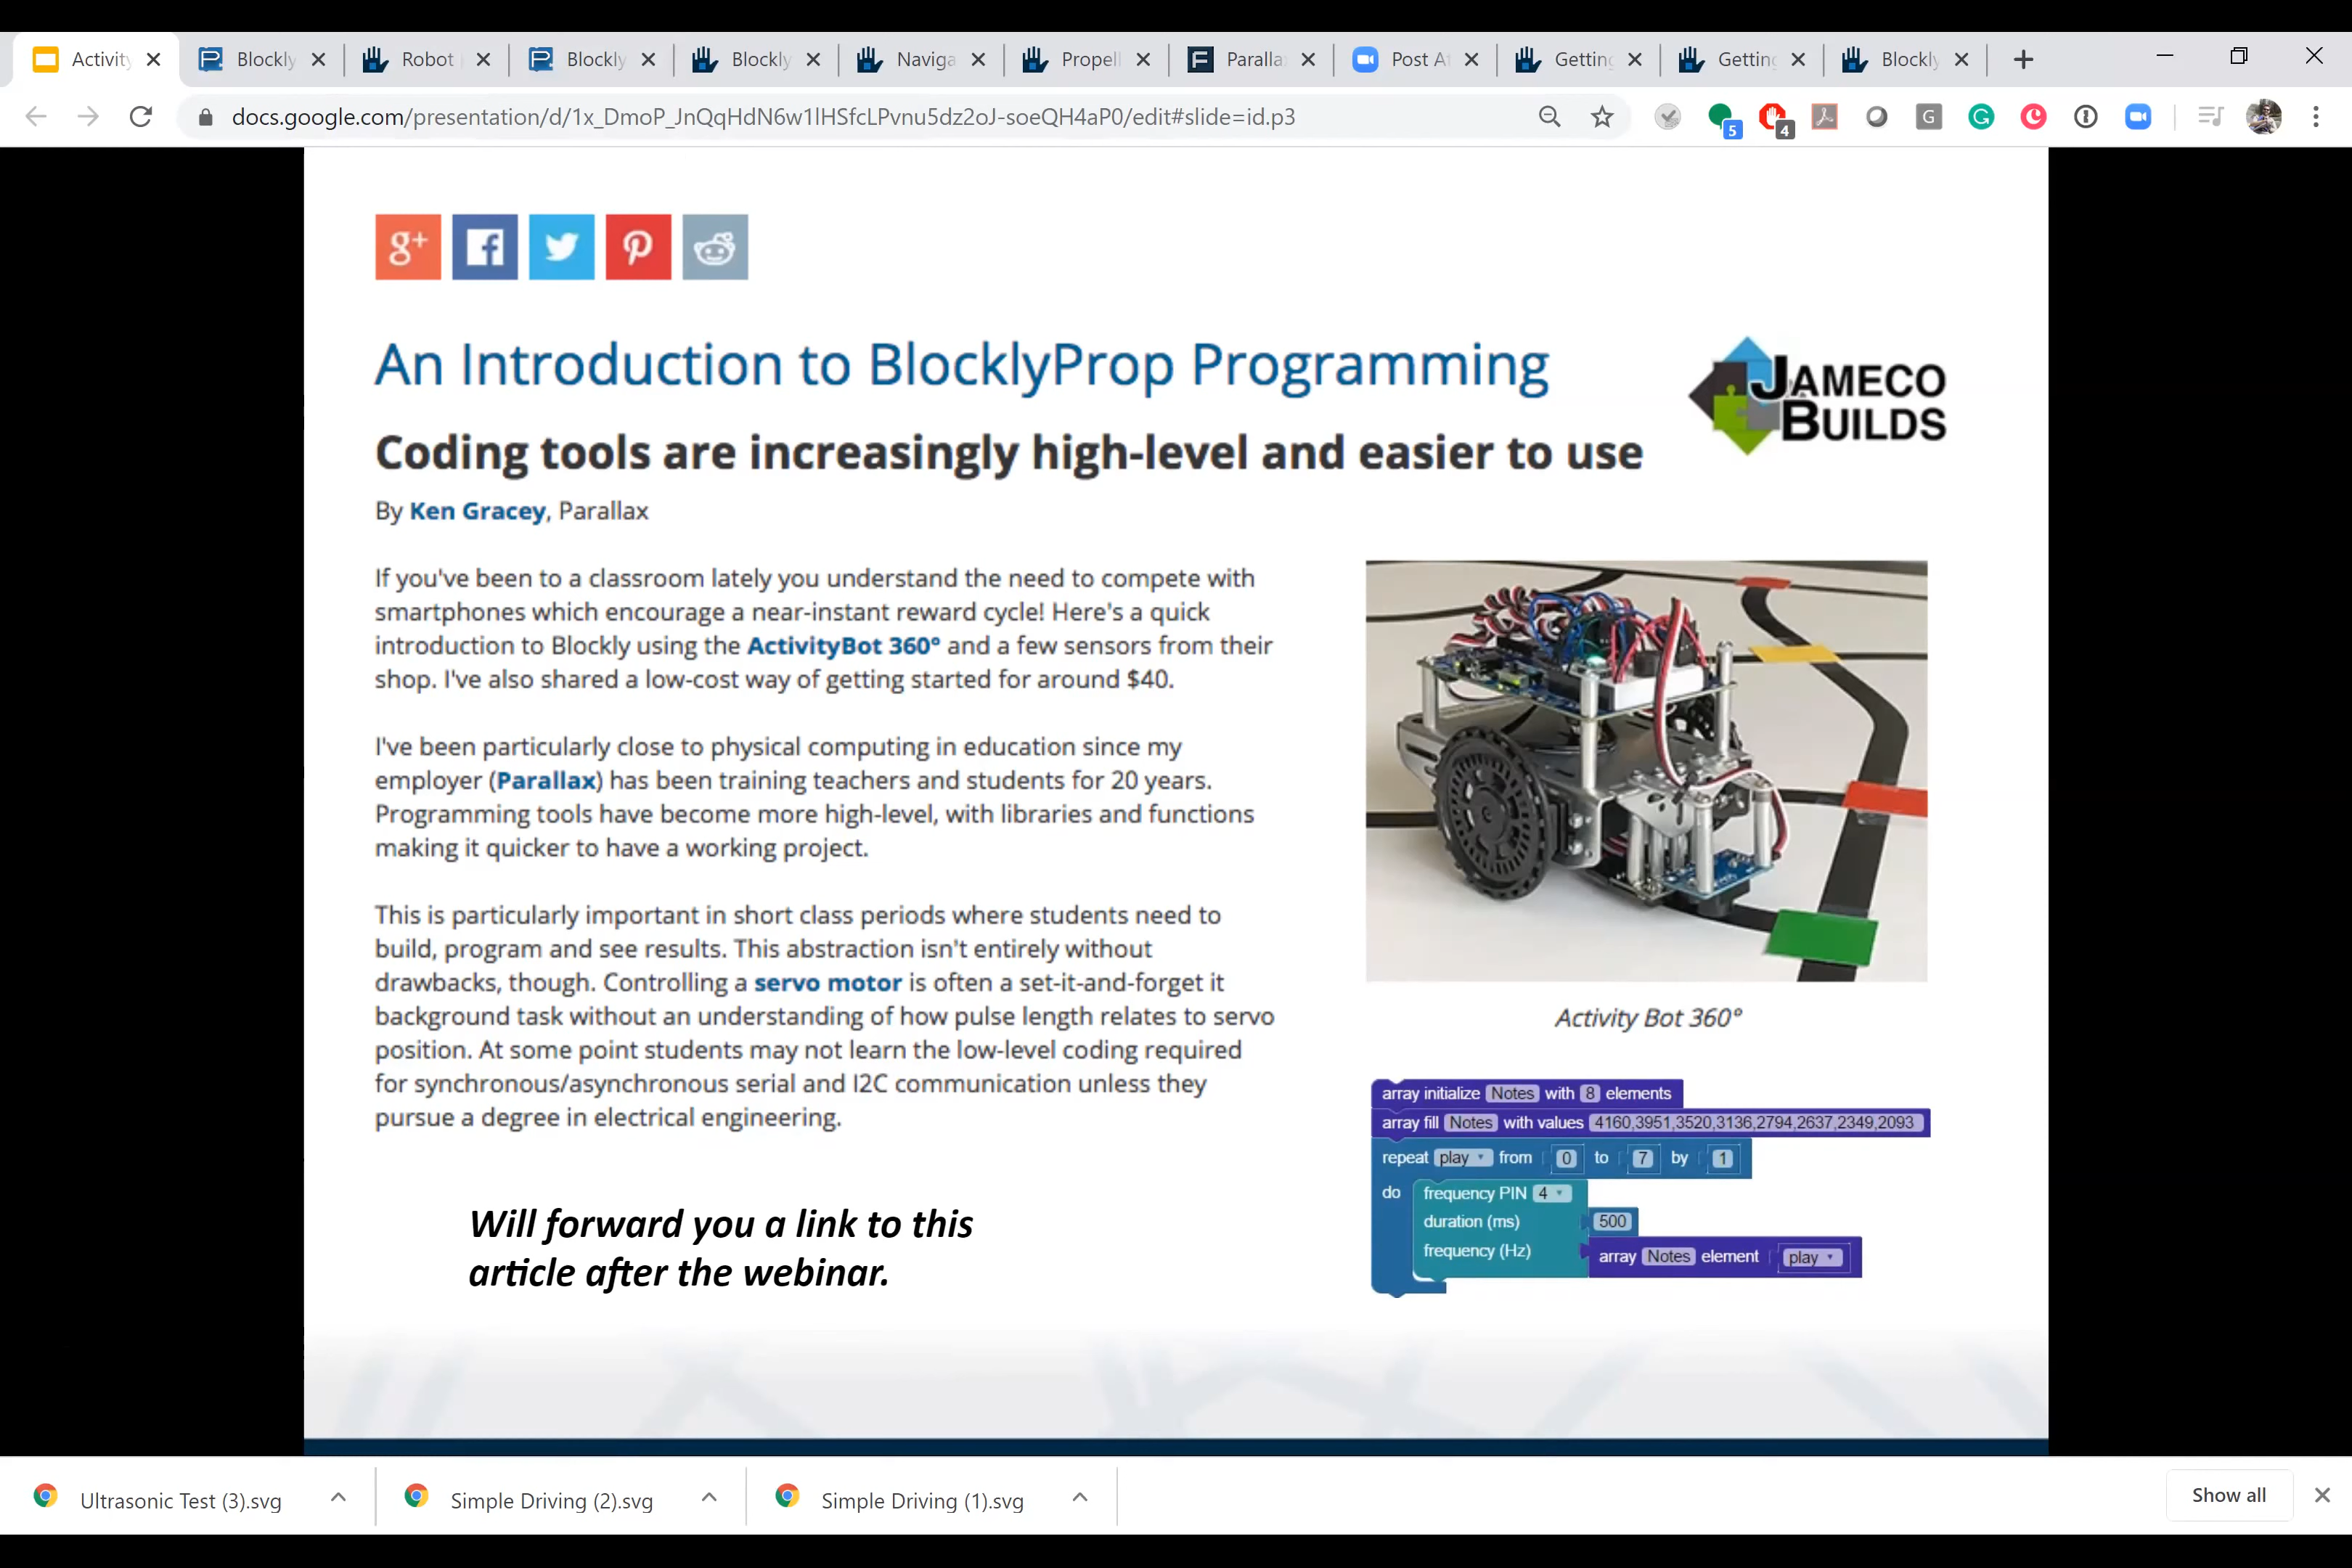 Activity
Blockly
Robot
Blockly
Blockly
Naviga
Propell
Paralla
Post A
Getting
Getting
Blockly
docs.google.com/presentation/d/1x_DmoP_JnQqHdN6w1lHSfcLPvnu5dz2oJ-soeQH4aP0/edit#slide=id.p3
5
4
G
g+
An Introduction to BlocklyProp Programming
JAMECO
BUILDS
Coding tools are increasingly high-level and easier to use
By Ken Gracey, Parallax
If you've been to a classroom lately you understand the need to compete with
smartphones which encourage a near-instant reward cycle! Here's a quick
introduction to Blockly using the ActivityBot 360° and a few sensors from their
shop. I've also shared a low-cost way of getting started for around $40.
I've been particularly close to physical computing in education since my
employer (Parallax) has been training teachers and students for 20 years.
Programming tools have become more high-level, with libraries and functions
making it quicker to have a working project.
This is particularly important in short class periods where students need to
build, program and see results. This abstraction isn't entirely without
drawbacks, though. Controlling a servo motor is often a set-it-and-forget it
background task without an understanding of how pulse length relates to servo
position. At some point students may not learn the low-level coding required
for synchronous/asynchronous serial and I2C communication unless they
pursue a degree in electrical engineering.
Activity Bot 360°
array initialize Notes with 8 elements
array fill Notes with values 4160,3951,3520,3136,2794,2637,2349,2093
repeat play from 0 to 7 by 1
do frequency PIN 4
duration (ms) 500
frequency (Hz) array Notes element play
Will forward you a link to this
article after the webinar.
Ultrasonic Test (3).svg
Simple Driving (2).svg
Simple Driving (1).svg
Show all